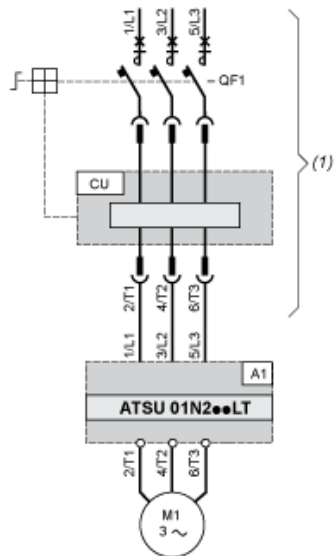 1/L1 3/L2 5/L3
QF1
(1)
CU
2/T1 4/T2 6/T3
1/L1 3/L2 5/L3
A1
ATSU 01N2●●LT
2/T1 4/T2 6/T3
M1
3 ~